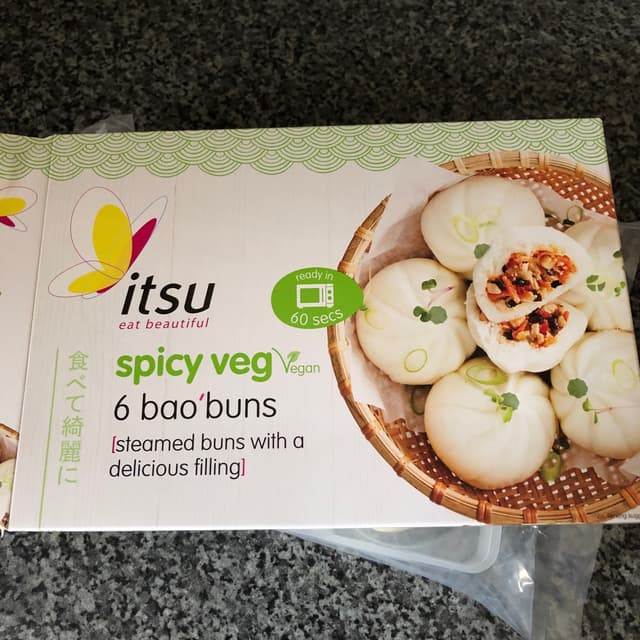 itsu
eat beautiful
ready in
60 secs
spicy veg Vegan
6 bao'buns
[steamed buns with a
delicious filling]
食べて綺麗に